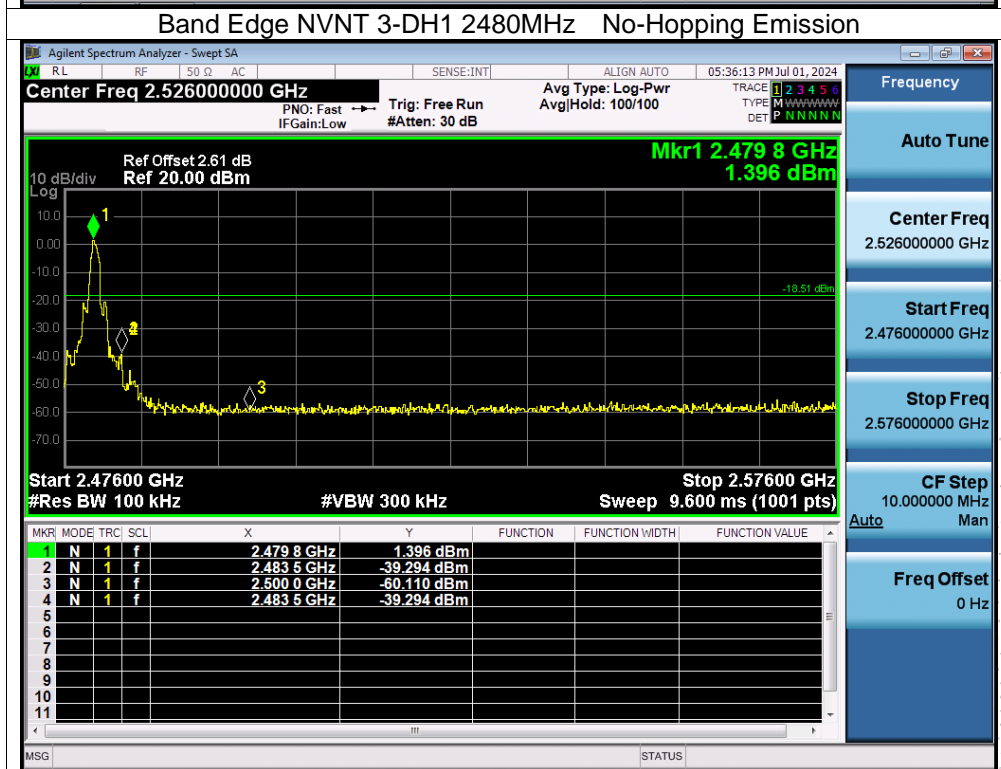 Band Edge NVNT 3-DH1 2480MHz No-Hopping Emission
Agilent Spectrum Analyzer - Swept SA
LXI RL RF 50 Ω AC SENSE:INT ALIGN AUTO 05:36:13 PM Jul 01, 2024
Center Freq 2.526000000 GHz
PNO: Fast
IFGain:Low
Trig: Free Run
#Atten: 30 dB
Avg Type: Log-Pwr
Avg|Hold: 100/100
TRACE 1 2 3 4 5 6
TYPE M WWWWW
DET P N N N N N
Ref Offset 2.61 dB
Ref 20.00 dBm
10 dB/div
Log
Mkr1 2.479 8 GHz
1.396 dBm
10.0
0.00
-10.0
-20.0
-30.0
-40.0
-50.0
-60.0
-70.0
1
2
3
-18.51 dBm
Start 2.47600 GHz
#Res BW 100 kHz
#VBW 300 kHz
Stop 2.57600 GHz
Sweep 9.600 ms (1001 pts)
MKR MODE TRC SCL X Y FUNCTION FUNCTION WIDTH FUNCTION VALUE
1 N 1 f 2.479 8 GHz 1.396 dBm
2 N 1 f 2.483 5 GHz -39.294 dBm
3 N 1 f 2.500 0 GHz -60.110 dBm
4 N 1 f 2.483 5 GHz -39.294 dBm
5
6
7
8
9
10
11
MSG
STATUS
Frequency
Auto Tune
Center Freq
2.526000000 GHz
Start Freq
2.476000000 GHz
Stop Freq
2.576000000 GHz
CF Step
10.000000 MHz
Auto Man
Freq Offset
0 Hz